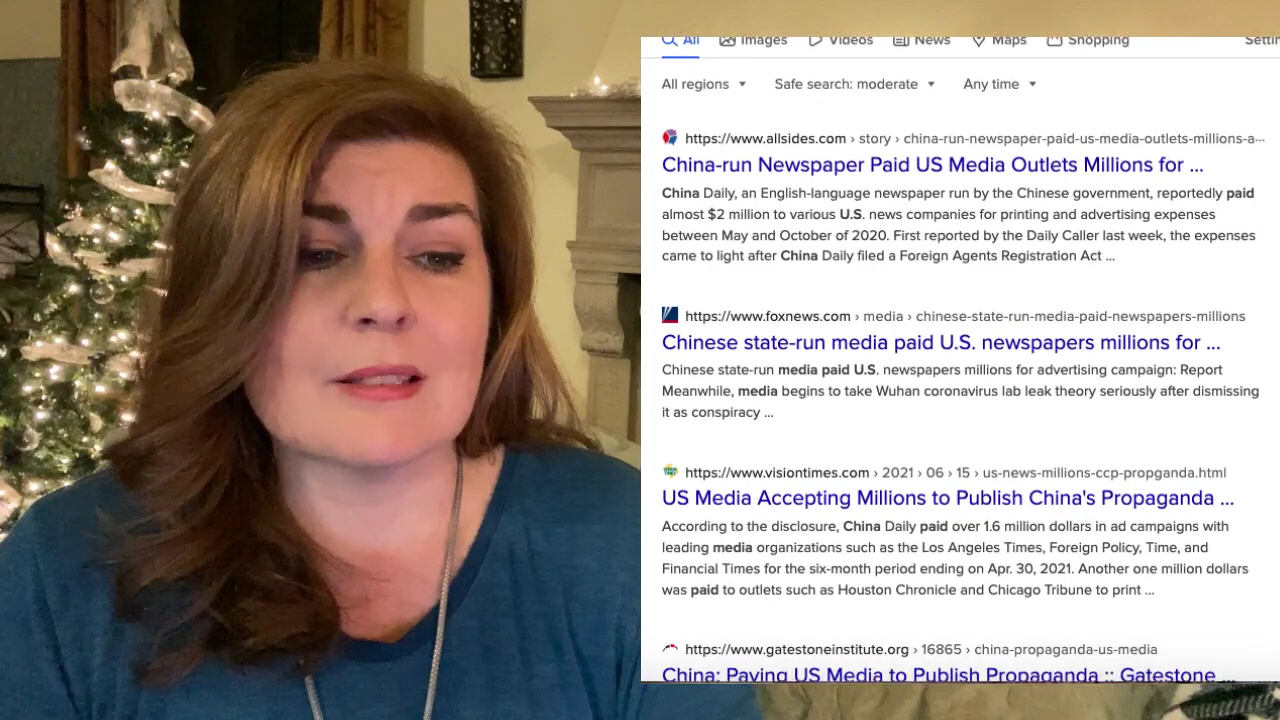 All Images Videos News Maps Shopping
All regions Safe search: moderate Any time
https://www.allsides.com › story › china-run-newspaper-paid-us-media-outlets-millions-a...
China-run Newspaper Paid US Media Outlets Millions for ...
China Daily, an English-language newspaper run by the Chinese government, reportedly paid
almost $2 million to various U.S. news companies for printing and advertising expenses
between May and October of 2020. First reported by the Daily Caller last week, the expenses
came to light after China Daily filed a Foreign Agents Registration Act ...
https://www.foxnews.com › media › chinese-state-run-media-paid-newspapers-millions
Chinese state-run media paid U.S. newspapers millions for ...
Chinese state-run media paid U.S. newspapers millions for advertising campaign: Report
Meanwhile, media begins to take Wuhan coronavirus lab leak theory seriously after dismissing
it as conspiracy ...
https://www.visiontimes.com › 2021 › 06 › 15 › us-news-millions-ccp-propganda.html
US Media Accepting Millions to Publish China's Propaganda ...
According to the disclosure, China Daily paid over 1.6 million dollars in ad campaigns with
leading media organizations such as the Los Angeles Times, Foreign Policy, Time, and
Financial Times for the six-month period ending on Apr. 30, 2021. Another one million dollars
was paid to outlets such as Houston Chronicle and Chicago Tribune to print ...
https://www.gatestoneinstitute.org › 16865 › china-propaganda-us-media
China: Paying US Media to Publish Propaganda :: Gatestone ...